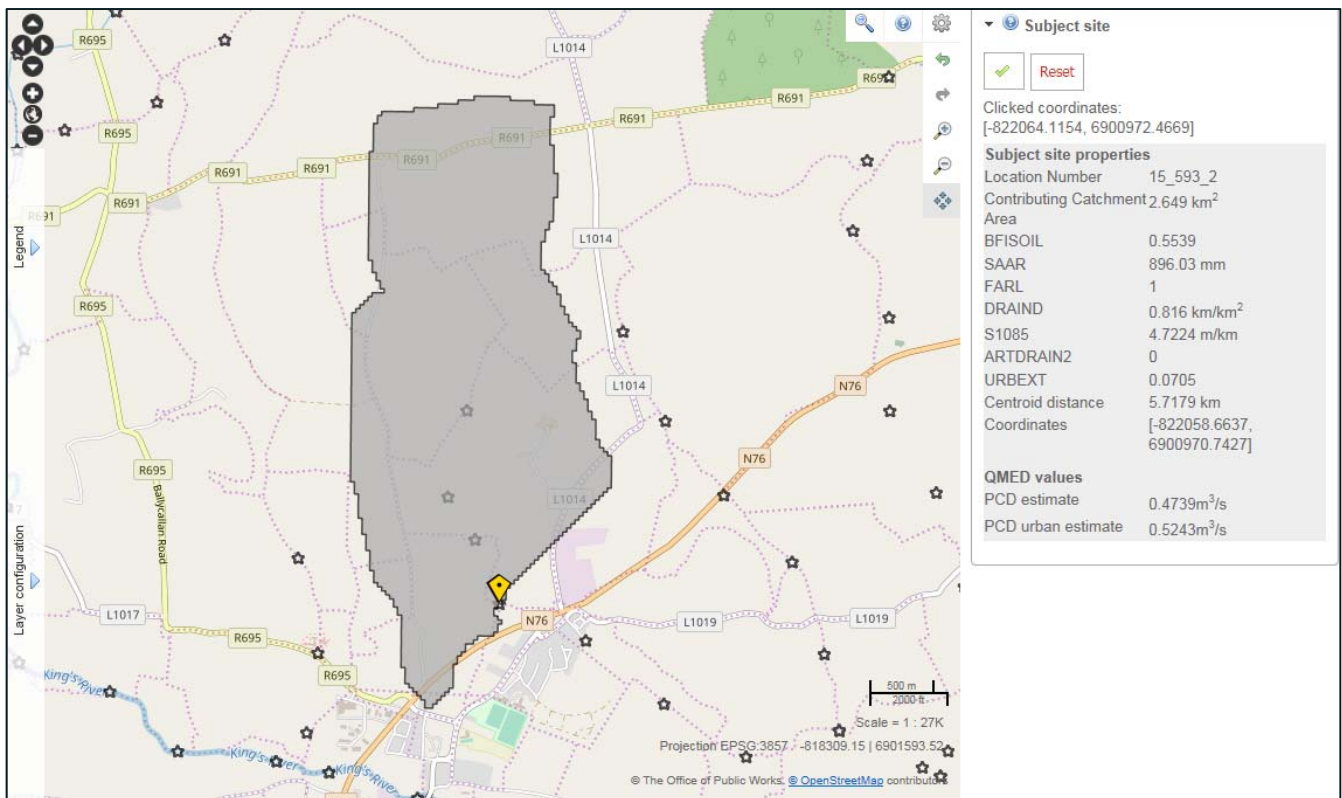 R695
L1014
R691
R691
R691
R695
R691
R691
R691
R691
R691
L1014
R695
L1014
N76
R695
N76
L1014
Ballycallan Road
L1017
N76
L1019
L1019
R695
R695
King's River
King's River
King's River
Legend
Layer configuration
500 m
2000 ft
Scale = 1 : 27K
Projection EPSG:3857 -818309.15 | 6901593.52
© The Office of Public Works, © OpenStreetMap contributors
Subject site
Reset
Clicked coordinates:
[-822064.1154, 6900972.4669]
Subject site properties
Location Number 15_593_2
Contributing Catchment Area 2.649 km²
BFISOIL 0.5539
SAAR 896.03 mm
FARL 1
DRAIND 0.816 km/km²
S1085 4.7224 m/km
ARTDRAIN2 0
URBEXT 0.0705
Centroid distance 5.7179 km
Coordinates [-822058.6637,
6900970.7427]
QMED values
PCD estimate 0.4739m³/s
PCD urban estimate 0.5243m³/s